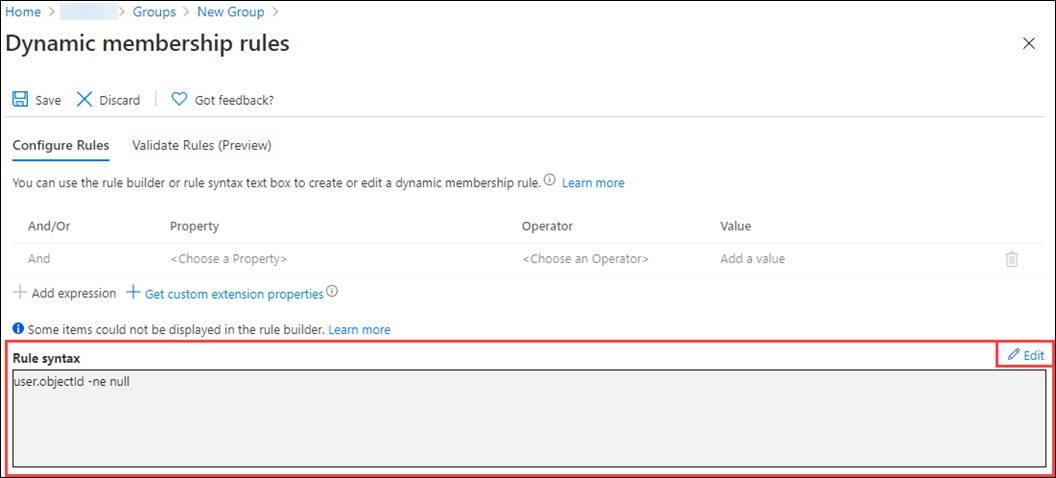 Home > > Groups > New Group >
Dynamic membership rules
Save Discard Got feedback?
Configure Rules Validate Rules (Preview)
You can use the rule builder or rule syntax text box to create or edit a dynamic membership rule. Learn more
And/Or Property Operator Value
And <Choose a Property> <Choose an Operator> Add a value
Add expression Get custom extension properties
Some items could not be displayed in the rule builder. Learn more
Rule syntax Edit
user.objectId -ne null